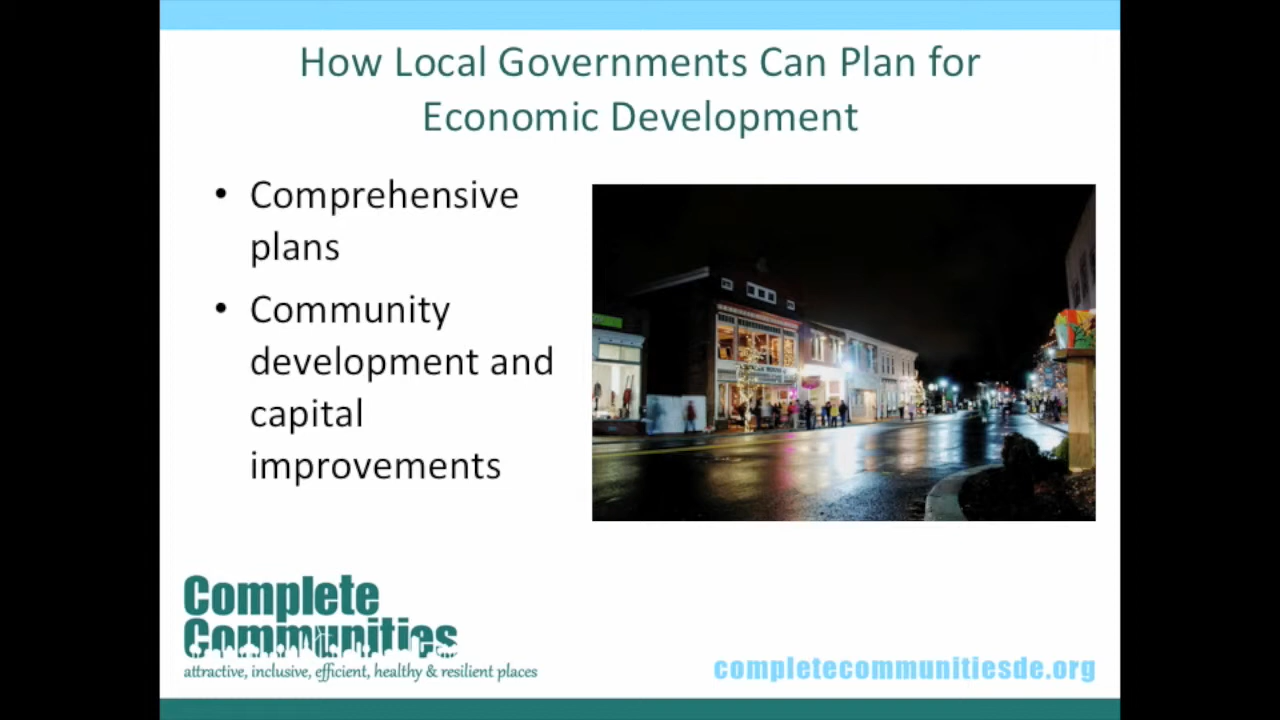 How Local Governments Can Plan for
Economic Development
• Comprehensive
plans
• Community
development and
capital
improvements
Complete
Communities
attractive, inclusive, efficient, healthy & resilient places
completecommunitiesde.org